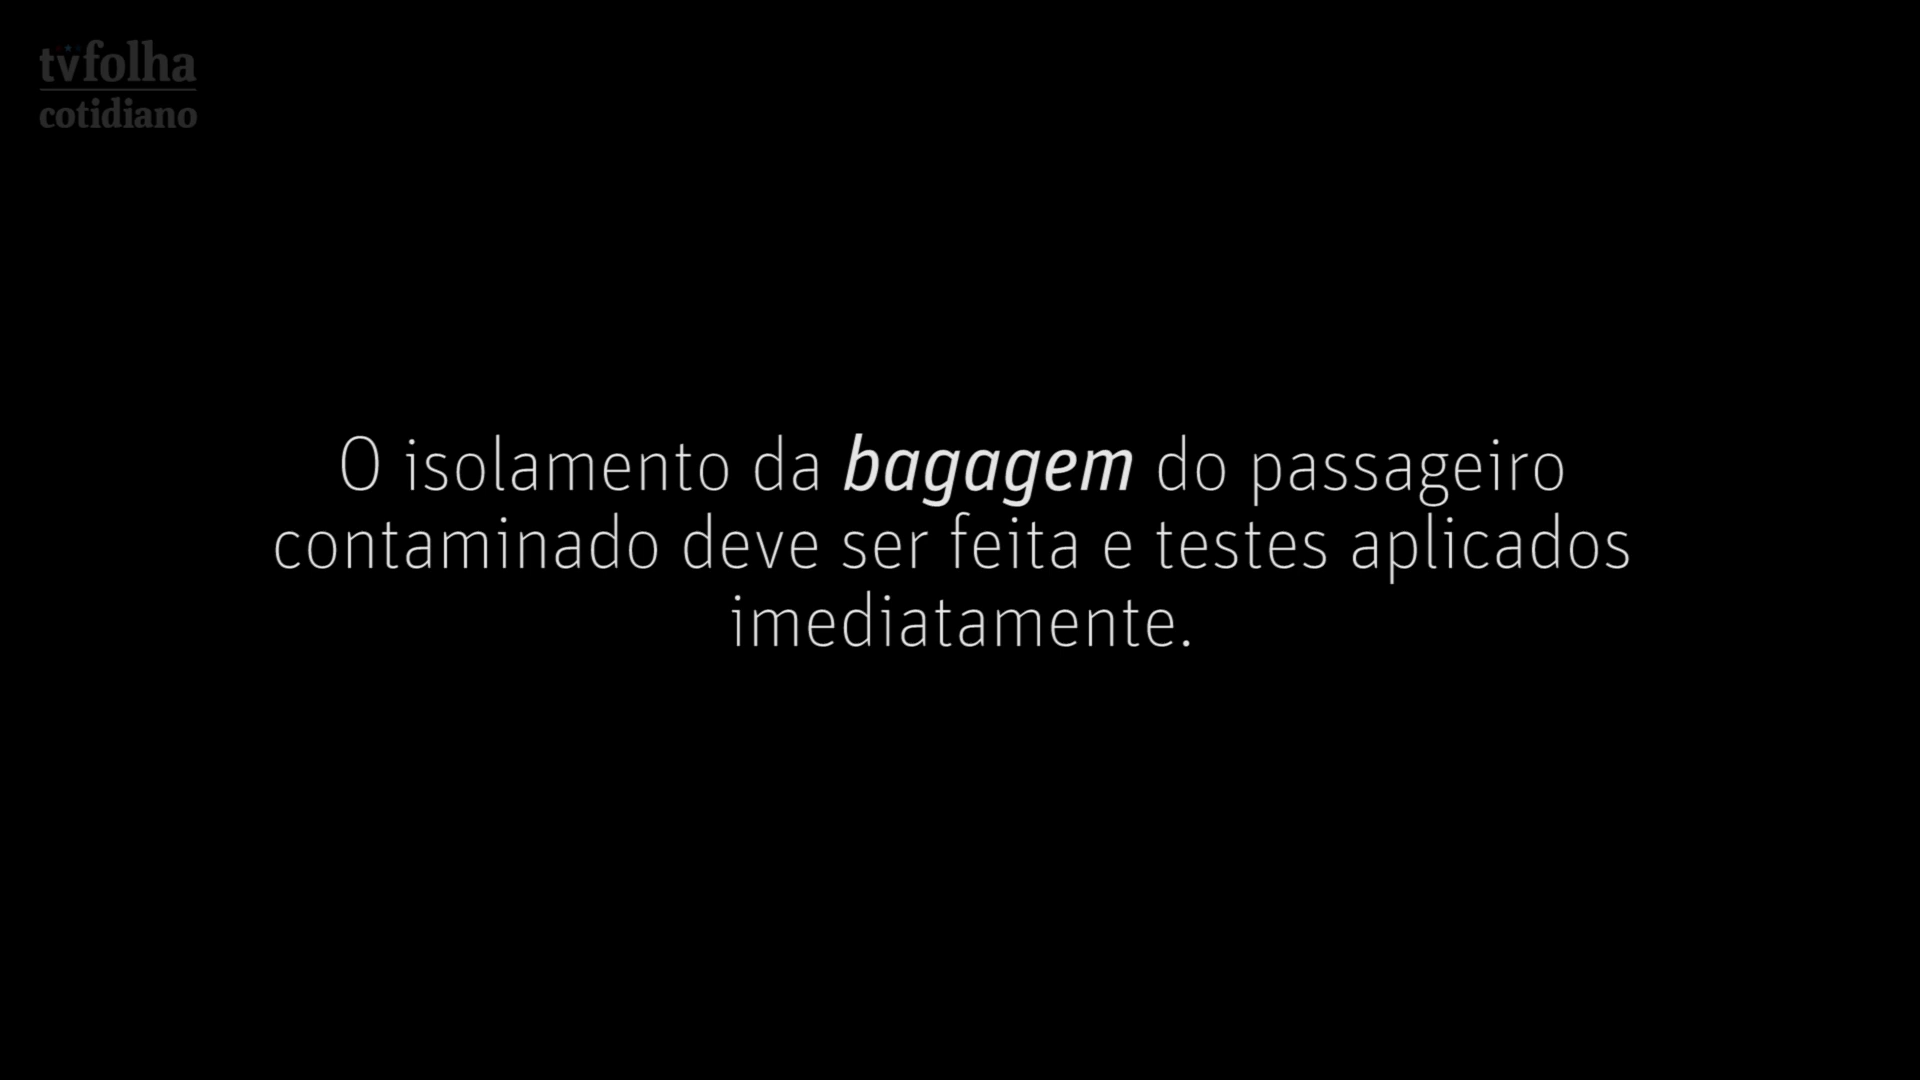 tvfolha
cotidiano
O isolamento da bagagem do passageiro
contaminado deve ser feita e testes aplicados
imediatamente.